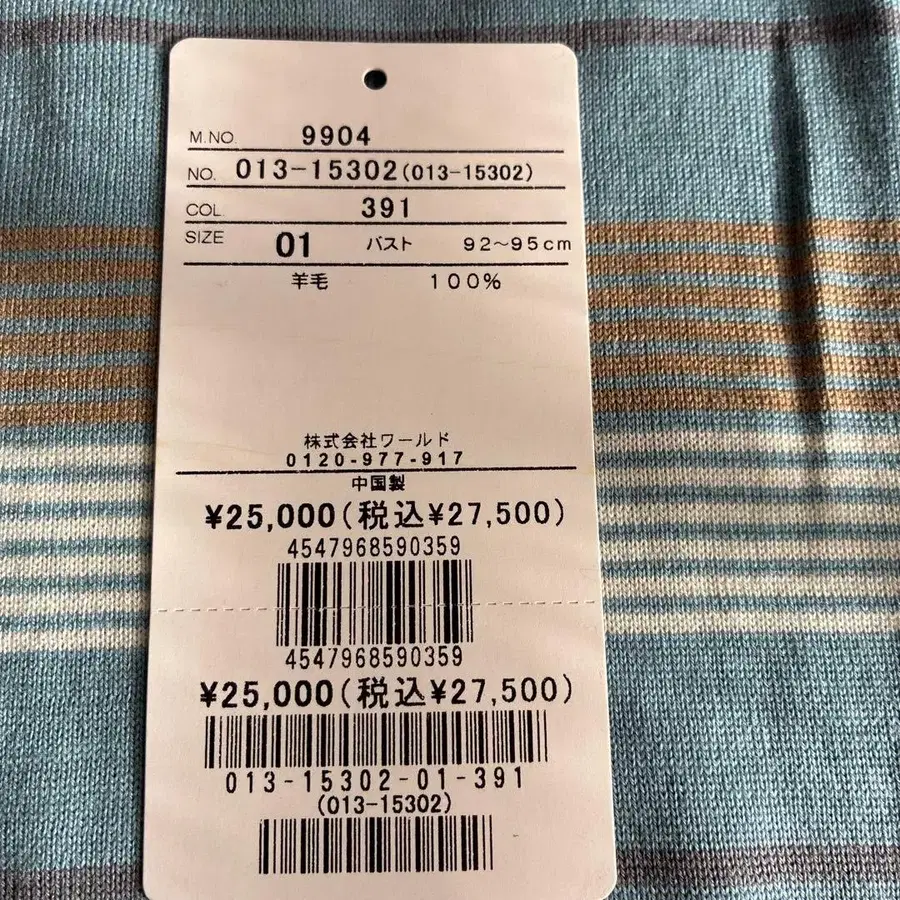 M.NO. 9904
NO. 013-15302(013-15302)
COL 391
SIZE 01 バスト 92～95cm
羊毛 100%
株式会社ワールド
0120-977-917
中国製
¥25,000(税込¥27,500)
4547968590359
4547968590359
¥25,000(税込¥27,500)
013-15302-01-391
(013-15302)